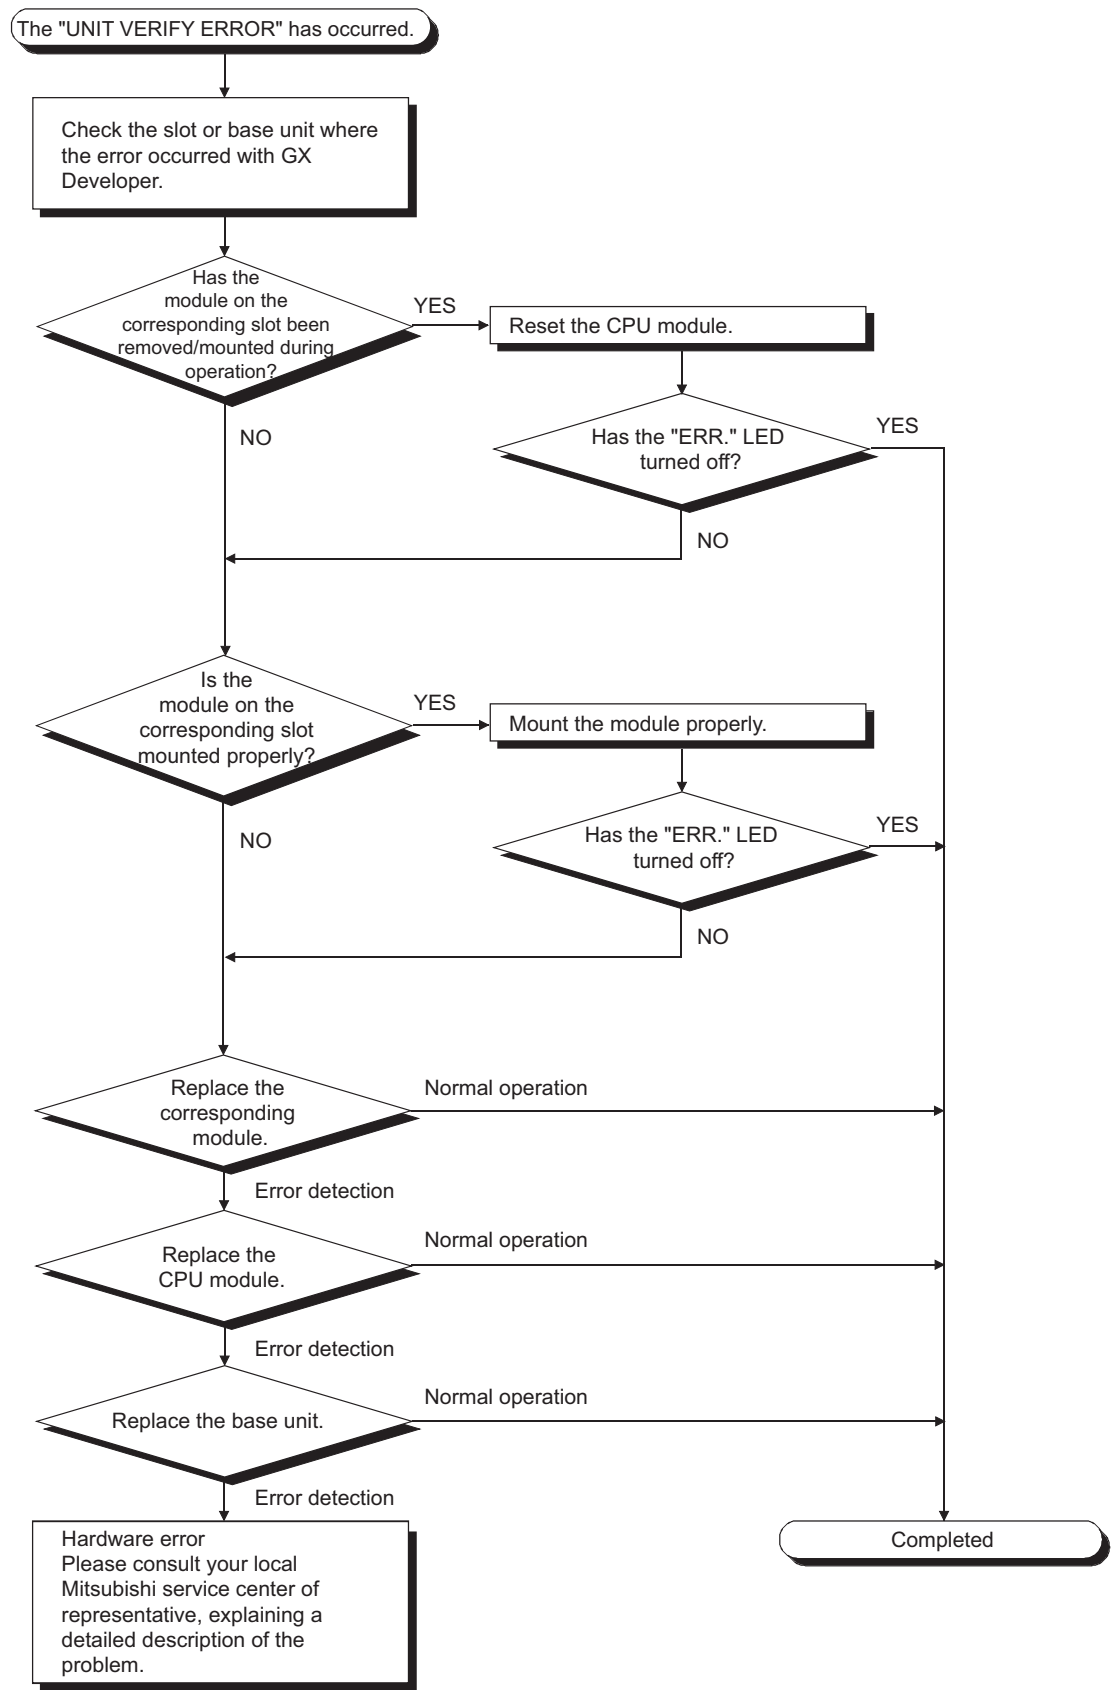 The "UNIT VERIFY ERROR" has occurred.
Check the slot or base unit where
the error occurred with GX
Developer.
Has the
module on the
corresponding slot been
removed/mounted during
operation?
YES
Reset the CPU module.
NO
Has the "ERR." LED
turned off?
YES
NO
Is the
module on the
corresponding slot
mounted properly?
YES
Mount the module properly.
NO
Has the "ERR." LED
turned off?
YES
NO
Replace the
corresponding
module.
Normal operation
Error detection
Replace the
CPU module.
Normal operation
Error detection
Replace the base unit.
Normal operation
Error detection
Hardware error
Please consult your local
Mitsubishi service center of
representative, explaining a
detailed description of the
problem.
Completed